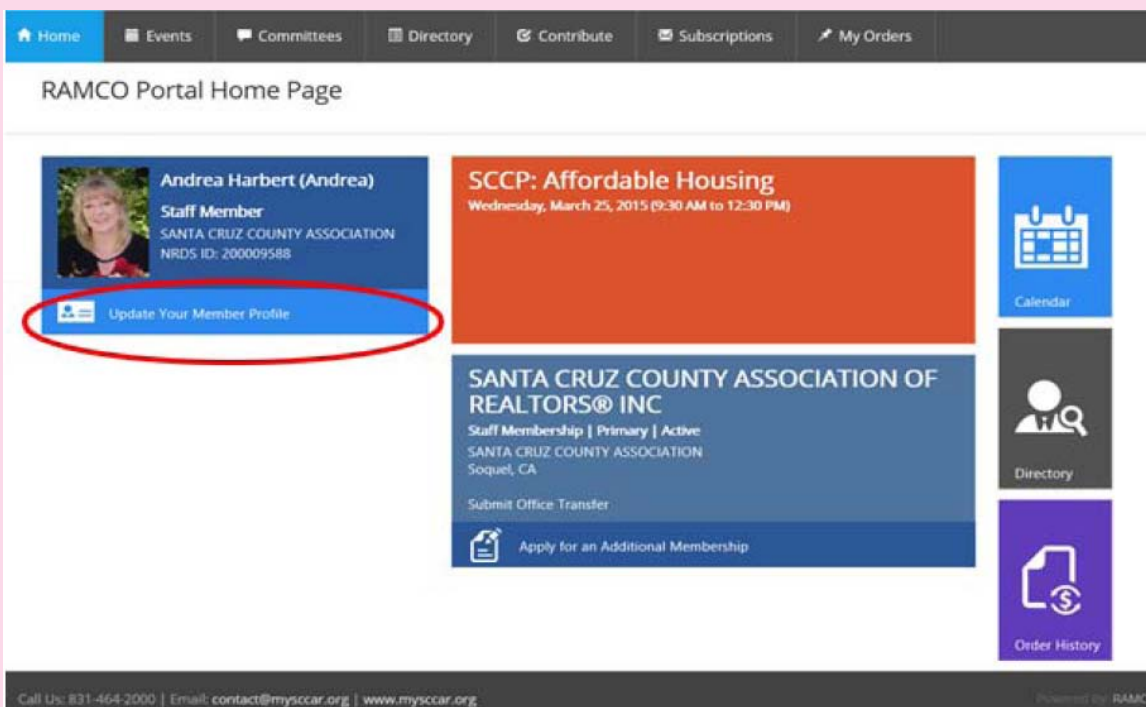 Home Events Committees Directory Contribute Subscriptions My Orders
RAMCO Portal Home Page
Andrea Harbert (Andrea)
Staff Member
SANTA CRUZ COUNTY ASSOCIATION
NRDS ID: 200009588
Update Your Member Profile
SCCP: Affordable Housing
Wednesday, March 25, 2015 (9:30 AM to 12:30 PM)
SANTA CRUZ COUNTY ASSOCIATION OF
REALTORS® INC
Staff Membership | Primary | Active
SANTA CRUZ COUNTY ASSOCIATION
Soquel, CA
Submit Office Transfer
Apply for an Additional Membership
Calendar
Directory
Order History
Call Us: 831-464-2000 | Email: contact@mysccar.org | www.mysccar.org
Powered by: RAMC